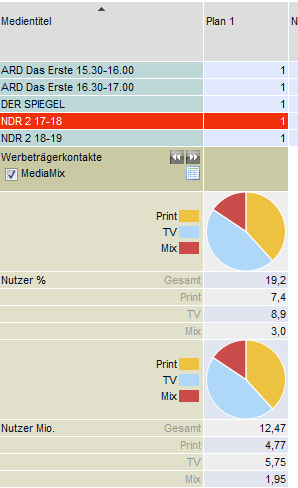 Medientitel Plan 1 N
ARD Das Erste 15.30-16.00 1
ARD Das Erste 16.30-17.00 1
DER SPIEGEL 1
NDR 2 17-18 1
NDR 2 18-19 1
Werbeträgerkontakte
MediaMix
Print
TV
Mix
Nutzer % Gesamt 19,2
Print 7,4
TV 8,9
Mix 3,0
Print
TV
Mix
Nutzer Mio. Gesamt 12,47
Print 4,77
TV 5,75
Mix 1,95